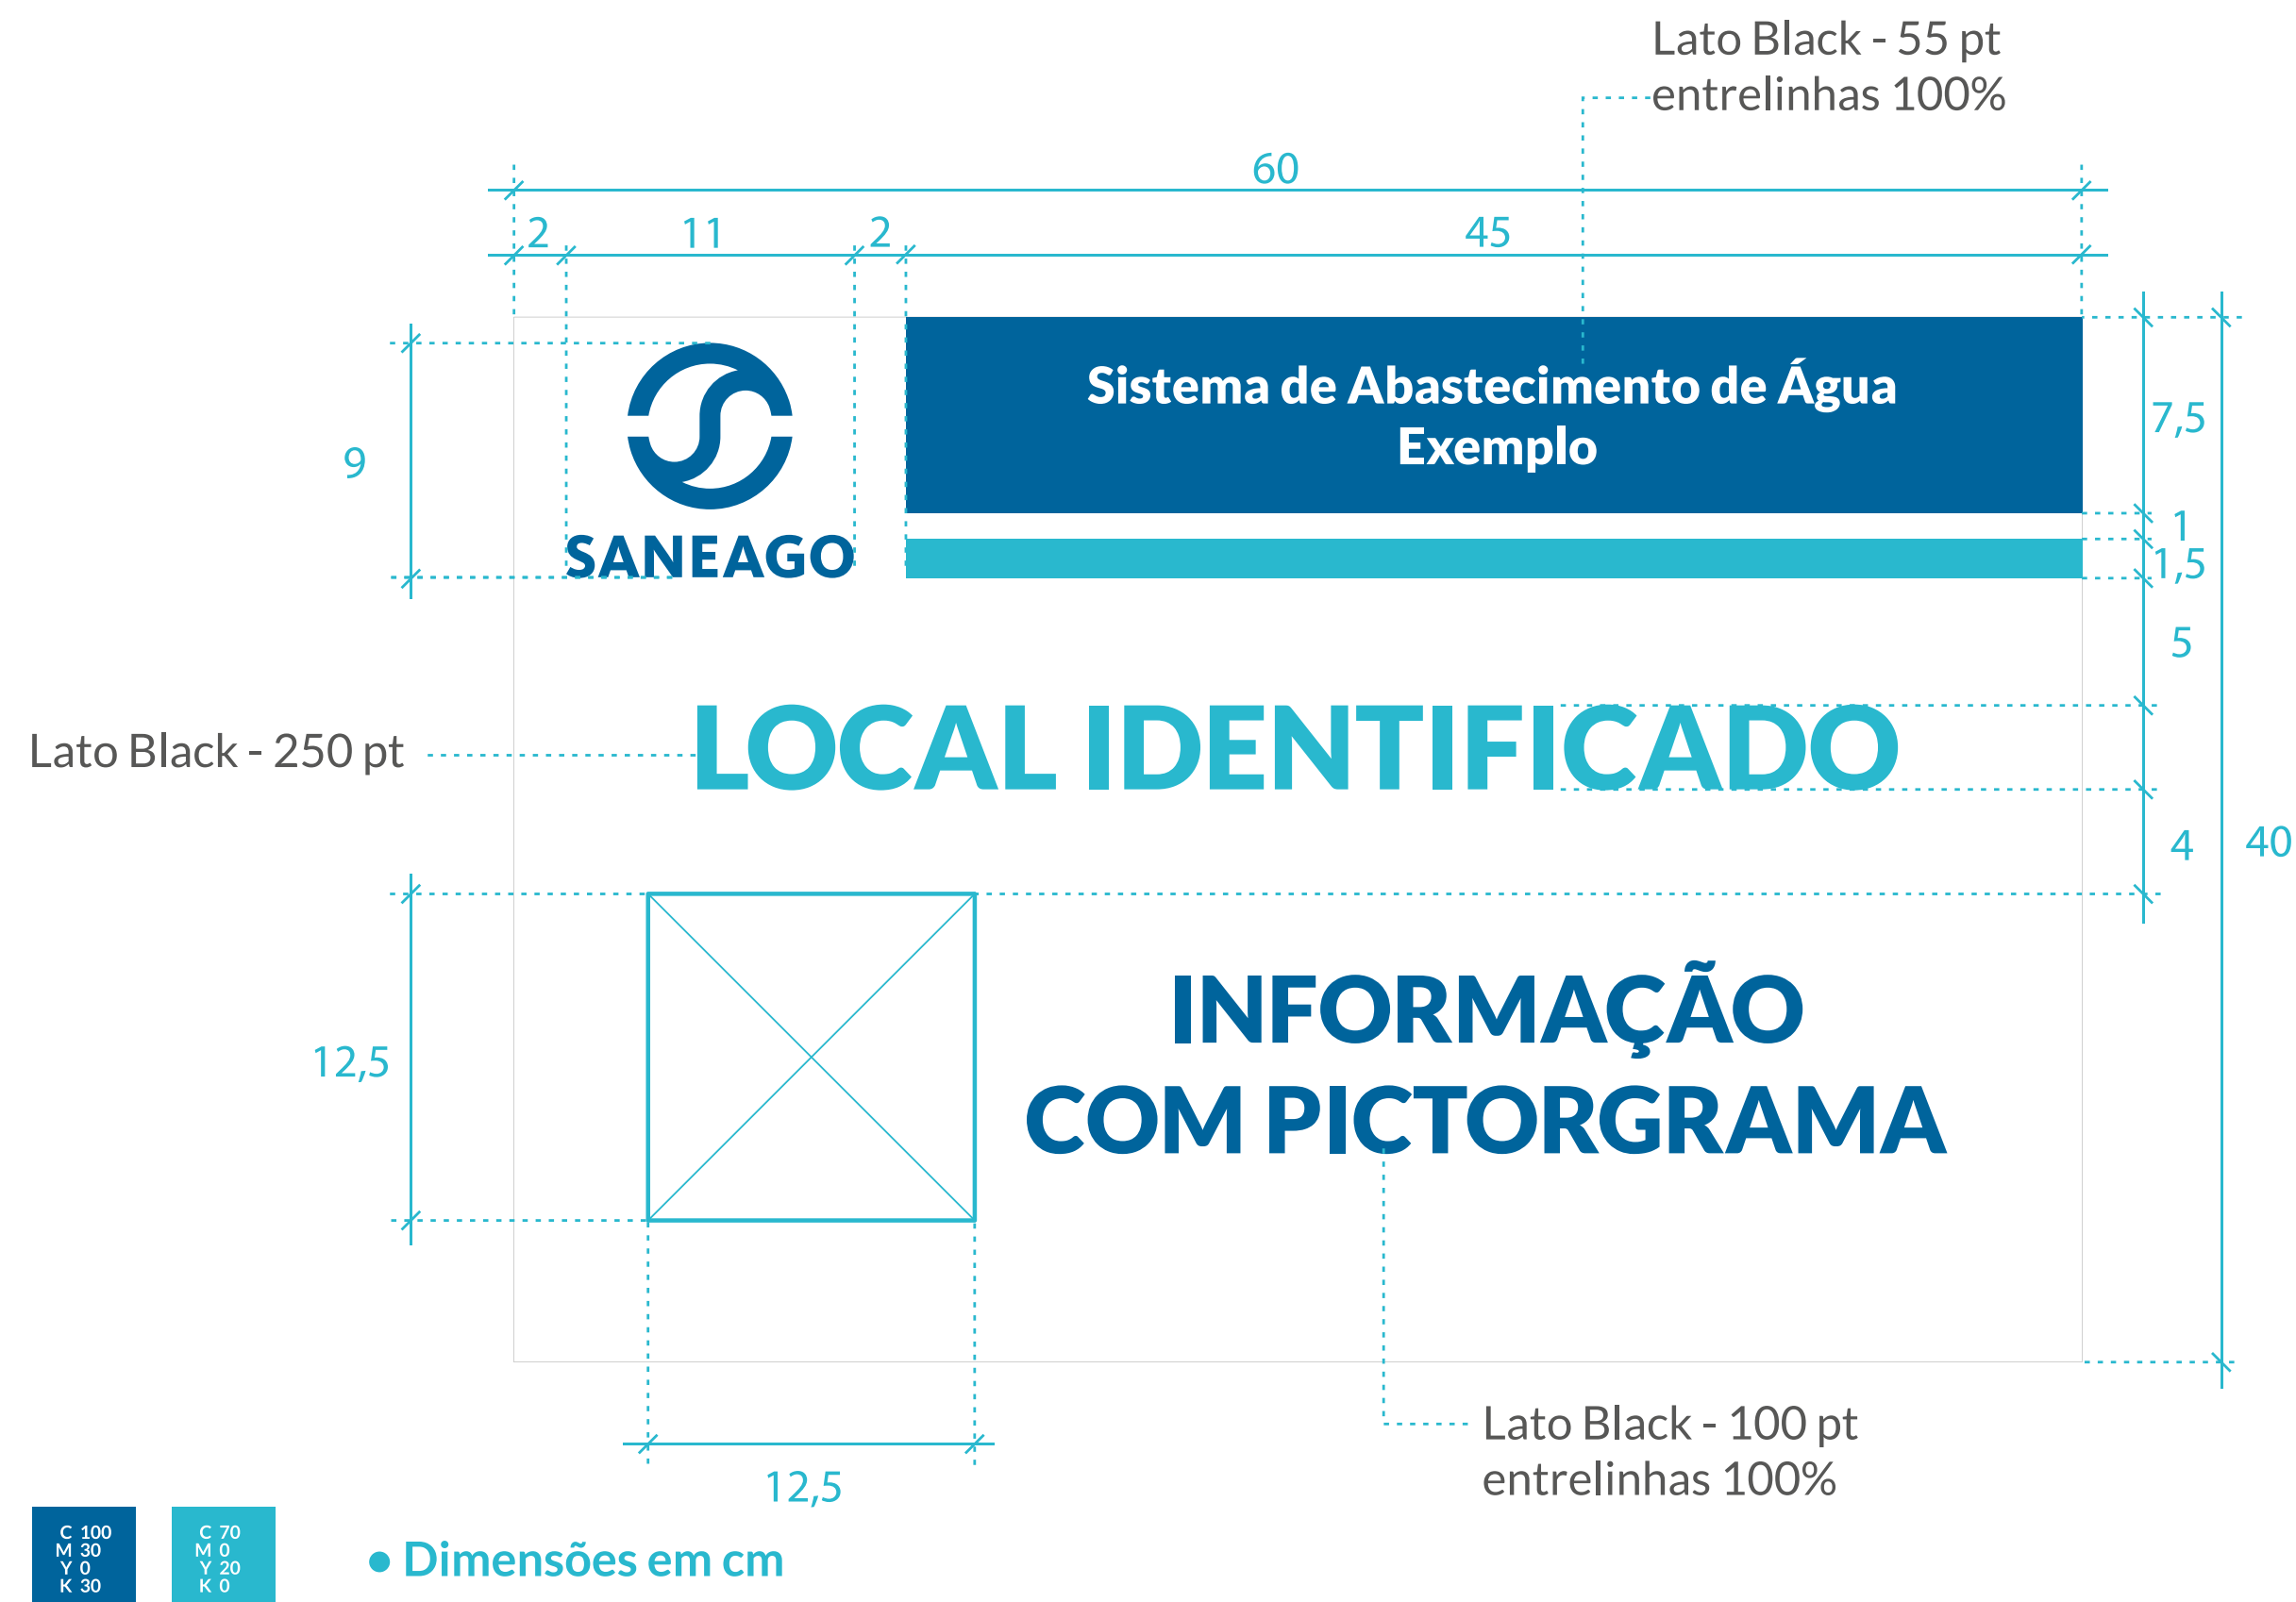 Lato Black - 55 pt
entrelinhas 100%
60
2
11
2
45
Sistema de Abastecimento de Água
Exemplo
SANEAGO
9
7,5
1
1,5
5
LOCAL IDENTIFICADO
Lato Black - 250 pt
4
40
INFORMAÇÃO
COM PICTORGRAMA
12,5
12,5
Lato Black - 100 pt
entrelinhas 100%
C 100
M 30
Y 0
K 30
C 70
M 0
Y 20
K 0
• Dimensões em cm